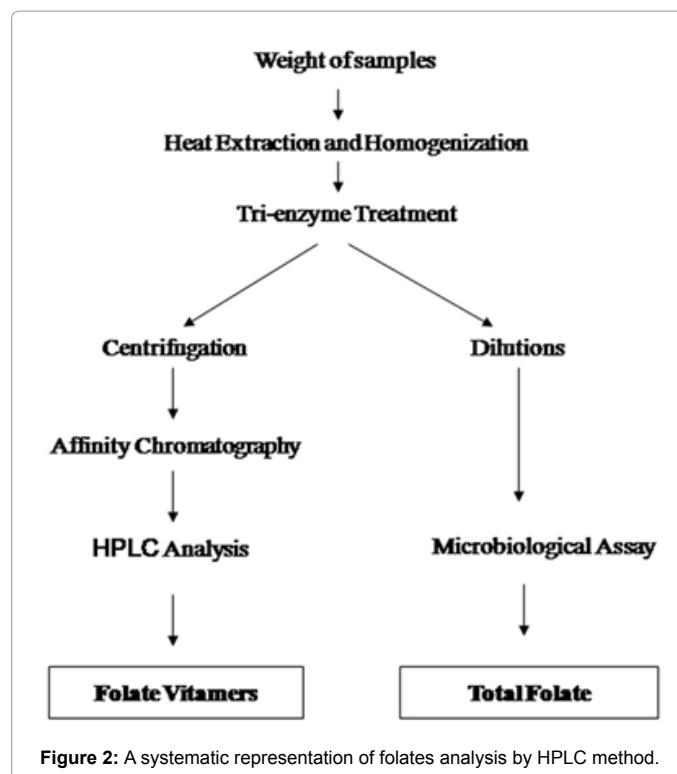 Weight of samples
Heat Extraction and Homogenization
Tri-enzyme Treatment
Centrifugation
Dilutions
Affinity Chromatography
HPLC Analysis
Microbiological Assay
Folate Vitamers
Total Folate
Figure 2: A systematic representation of folates analysis by HPLC method.